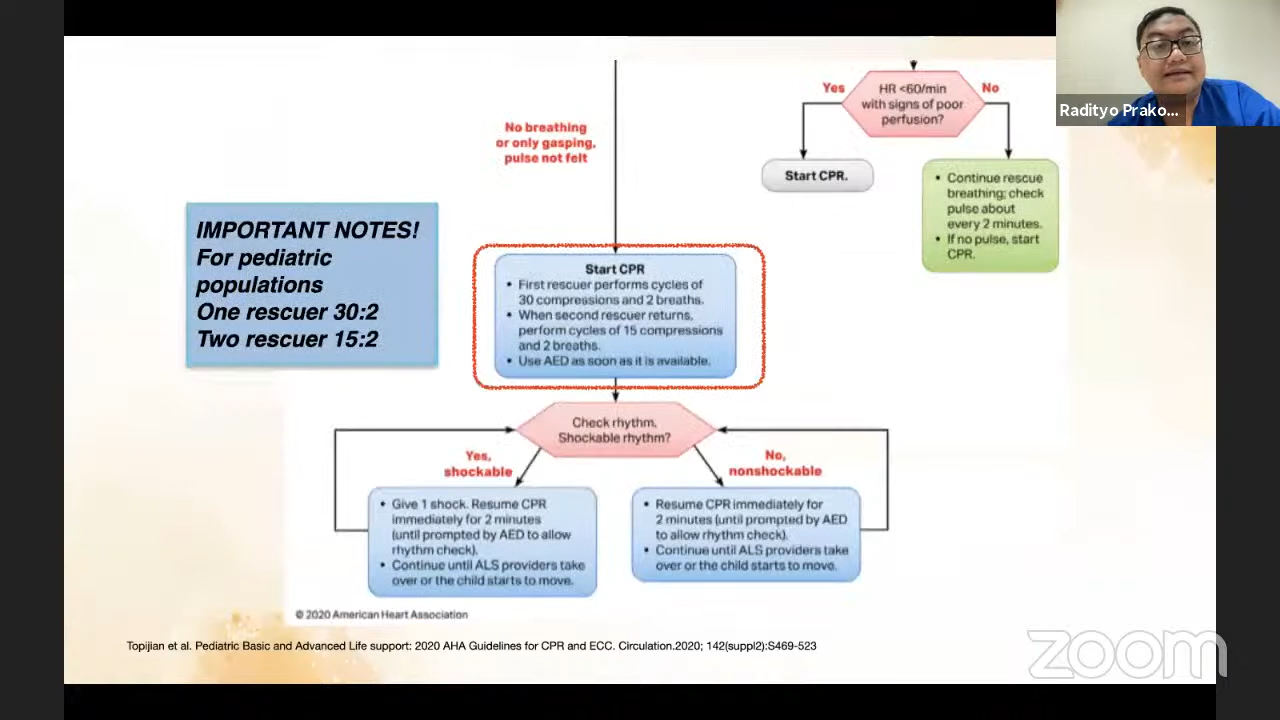 Yes
HR <60/min
with signs of poor
perfusion?
No
Radityo Prako...
No breathing
or only gasping,
pulse not felt
Start CPR.
• Continue rescue
breathing; check
pulse about
every 2 minutes.
• If no pulse, start
CPR.
IMPORTANT NOTES!
For pediatric
populations
One rescuer 30:2
Two rescuer 15:2
Start CPR
• First rescuer performs cycles of
30 compressions and 2 breaths.
• When second rescuer returns,
perform cycles of 15 compressions
and 2 breaths.
• Use AED as soon as it is available.
Check rhythm.
Shockable rhythm?
Yes,
shockable
No,
nonshockable
• Give 1 shock. Resume CPR
immediately for 2 minutes
(until prompted by AED to allow
rhythm check).
• Continue until ALS providers take
over or the child starts to move.
• Resume CPR immediately for
2 minutes (until prompted by AED
to allow rhythm check).
• Continue until ALS providers take
over or the child starts to move.
© 2020 American Heart Association
Topijian et al. Pediatric Basic and Advanced Life support: 2020 AHA Guidelines for CPR and ECC. Circulation.2020; 142(suppl2):S469-523
zoom